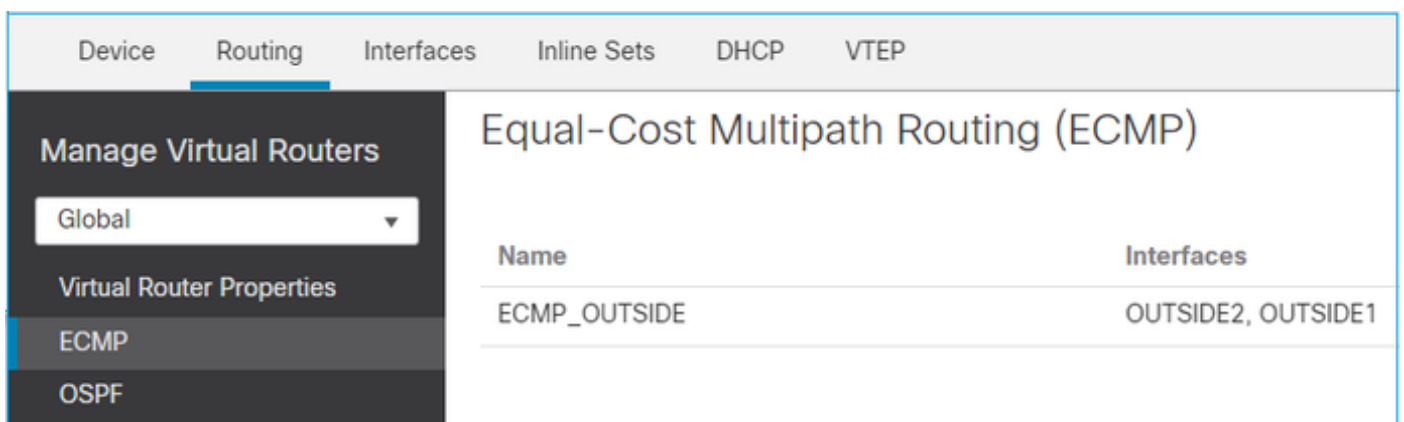 Device Routing Interfaces Inline Sets DHCP VTEP
Manage Virtual Routers
Global
Virtual Router Properties
ECMP
OSPF
Equal-Cost Multipath Routing (ECMP)
Name Interfaces
ECMP_OUTSIDE OUTSIDE2, OUTSIDE1